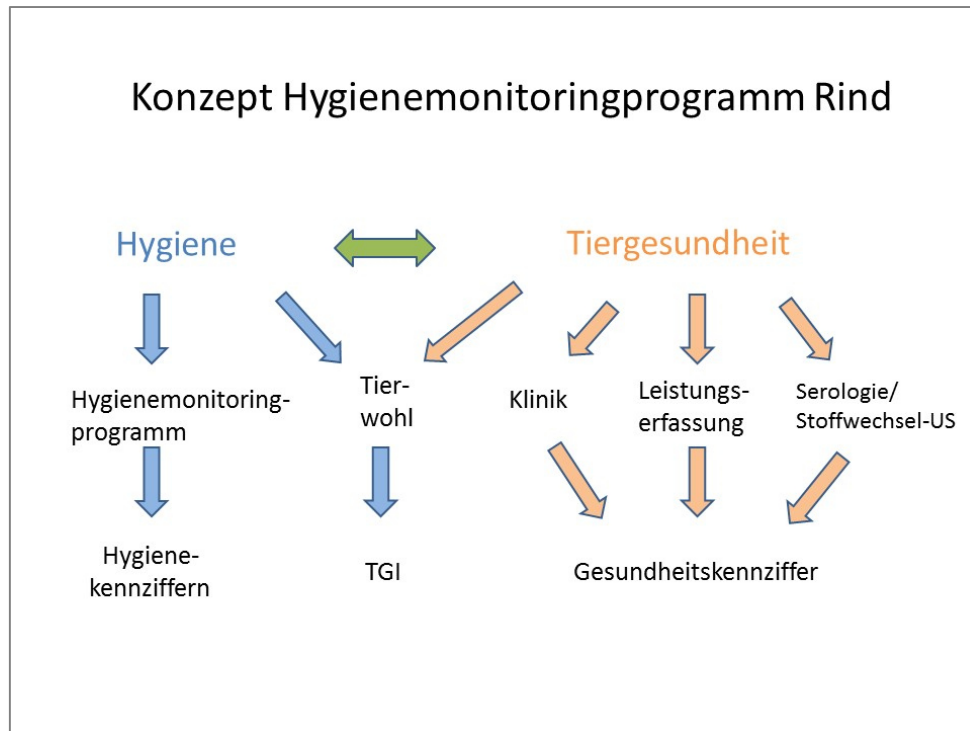 Konzept Hygienemonitoringprogramm Rind
Hygiene
Tiergesundheit
Hygienemonitoring-
programm
Tier-
wohl
Klinik
Leistungs-
erfassung
Serologie/
Stoffwechsel-US
Hygiene-
kennziffern
TGI
Gesundheitskennziffer